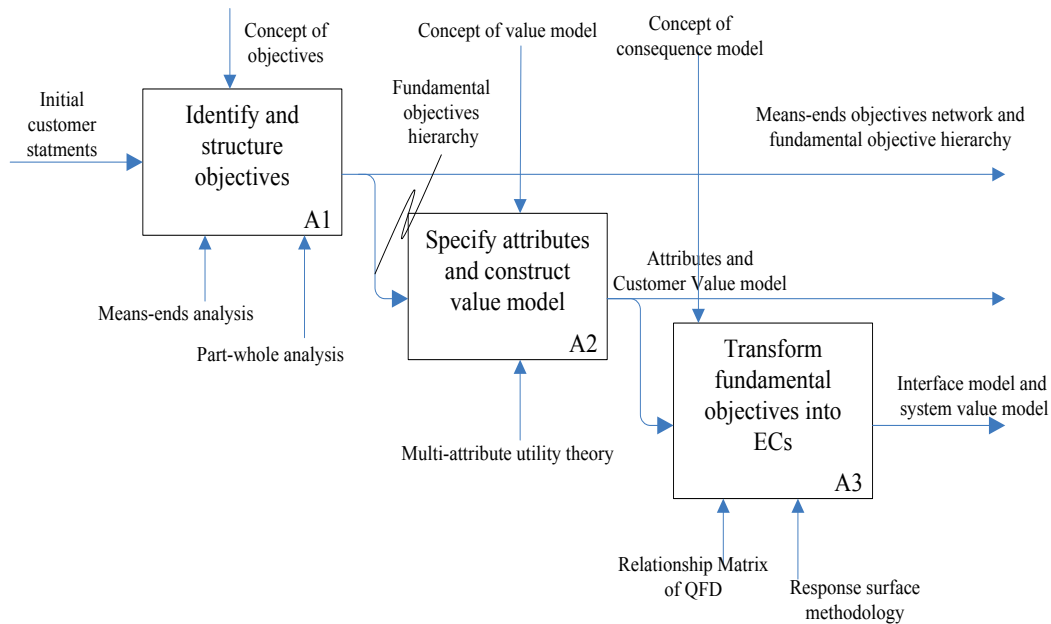 Concept of
objectives
Initial
customer
statments
Identify and
structure
objectives
A1
Means-ends analysis
Part-whole analysis
Concept of value model
Fundamental
objectives
hierarchy
Specify attributes
and construct
value model
A2
Multi-attribute utility theory
Concept of
consequence model
Means-ends objectives network and
fundamental objective hierarchy
Attributes and
Customer Value model
Transform
fundamental
objectives into
ECs
A3
Interface model and
system value model
Relationship Matrix
of QFD
Response surface
methodology